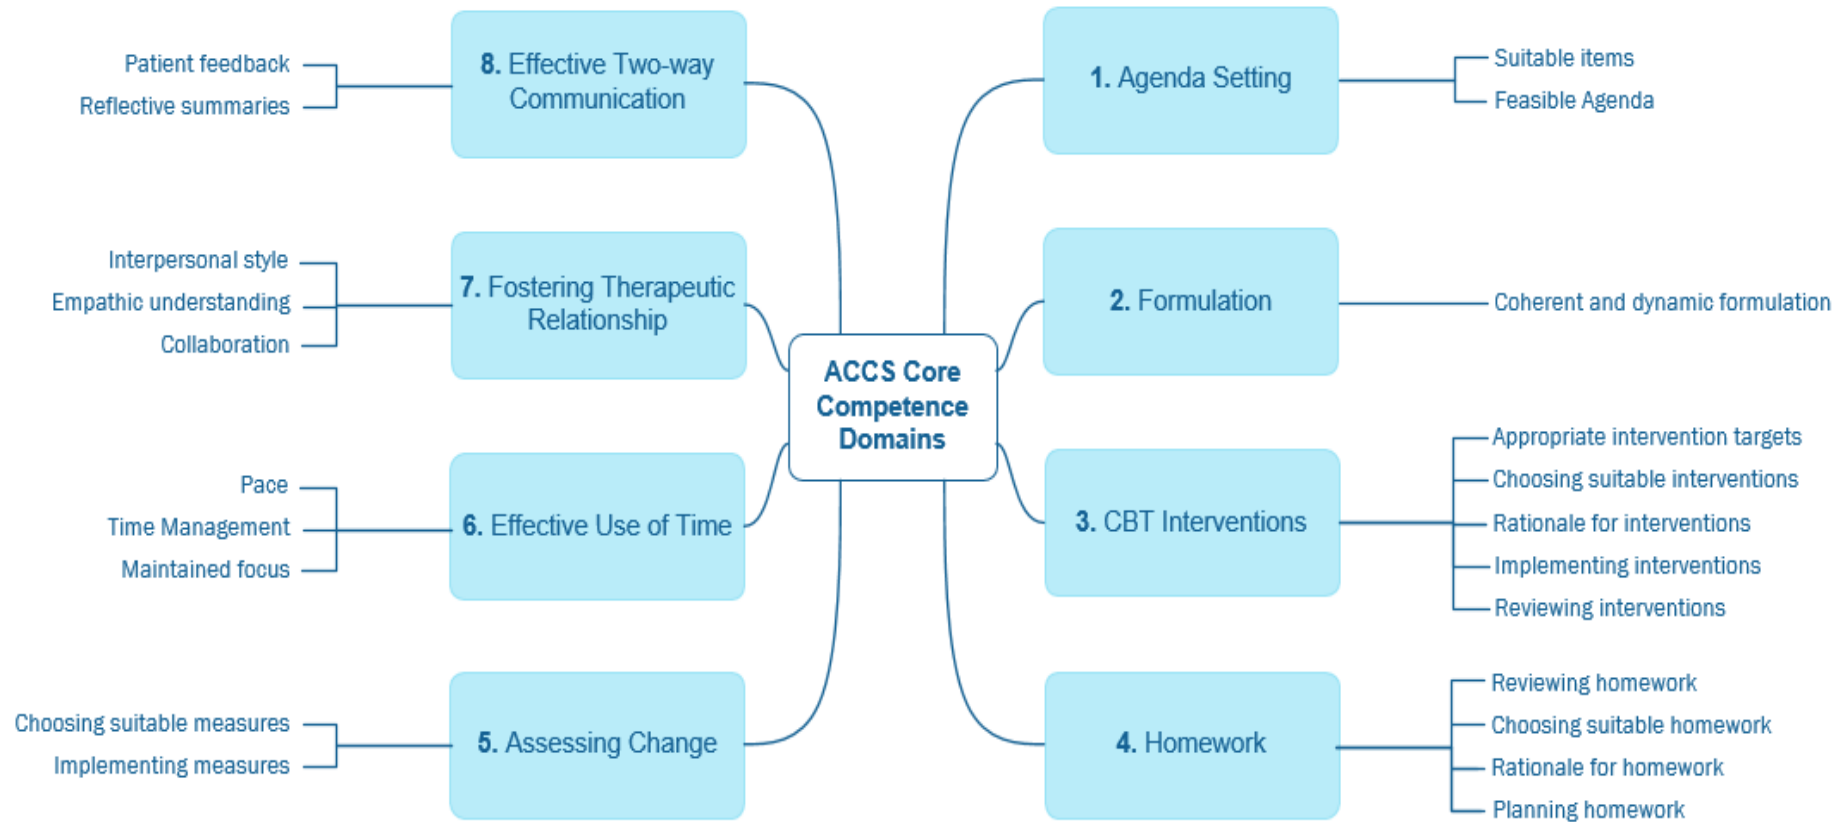 ACCS Core
Competence
Domains
1. Agenda Setting
Suitable items
Feasible Agenda
2. Formulation
Coherent and dynamic formulation
3. CBT Interventions
Appropriate intervention targets
Choosing suitable interventions
Rationale for interventions
Implementing interventions
Reviewing interventions
4. Homework
Reviewing homework
Choosing suitable homework
Rationale for homework
Planning homework
5. Assessing Change
Choosing suitable measures
Implementing measures
6. Effective Use of Time
Pace
Time Management
Maintained focus
7. Fostering Therapeutic
Relationship
Interpersonal style
Empathic understanding
Collaboration
8. Effective Two-way
Communication
Patient feedback
Reflective summaries